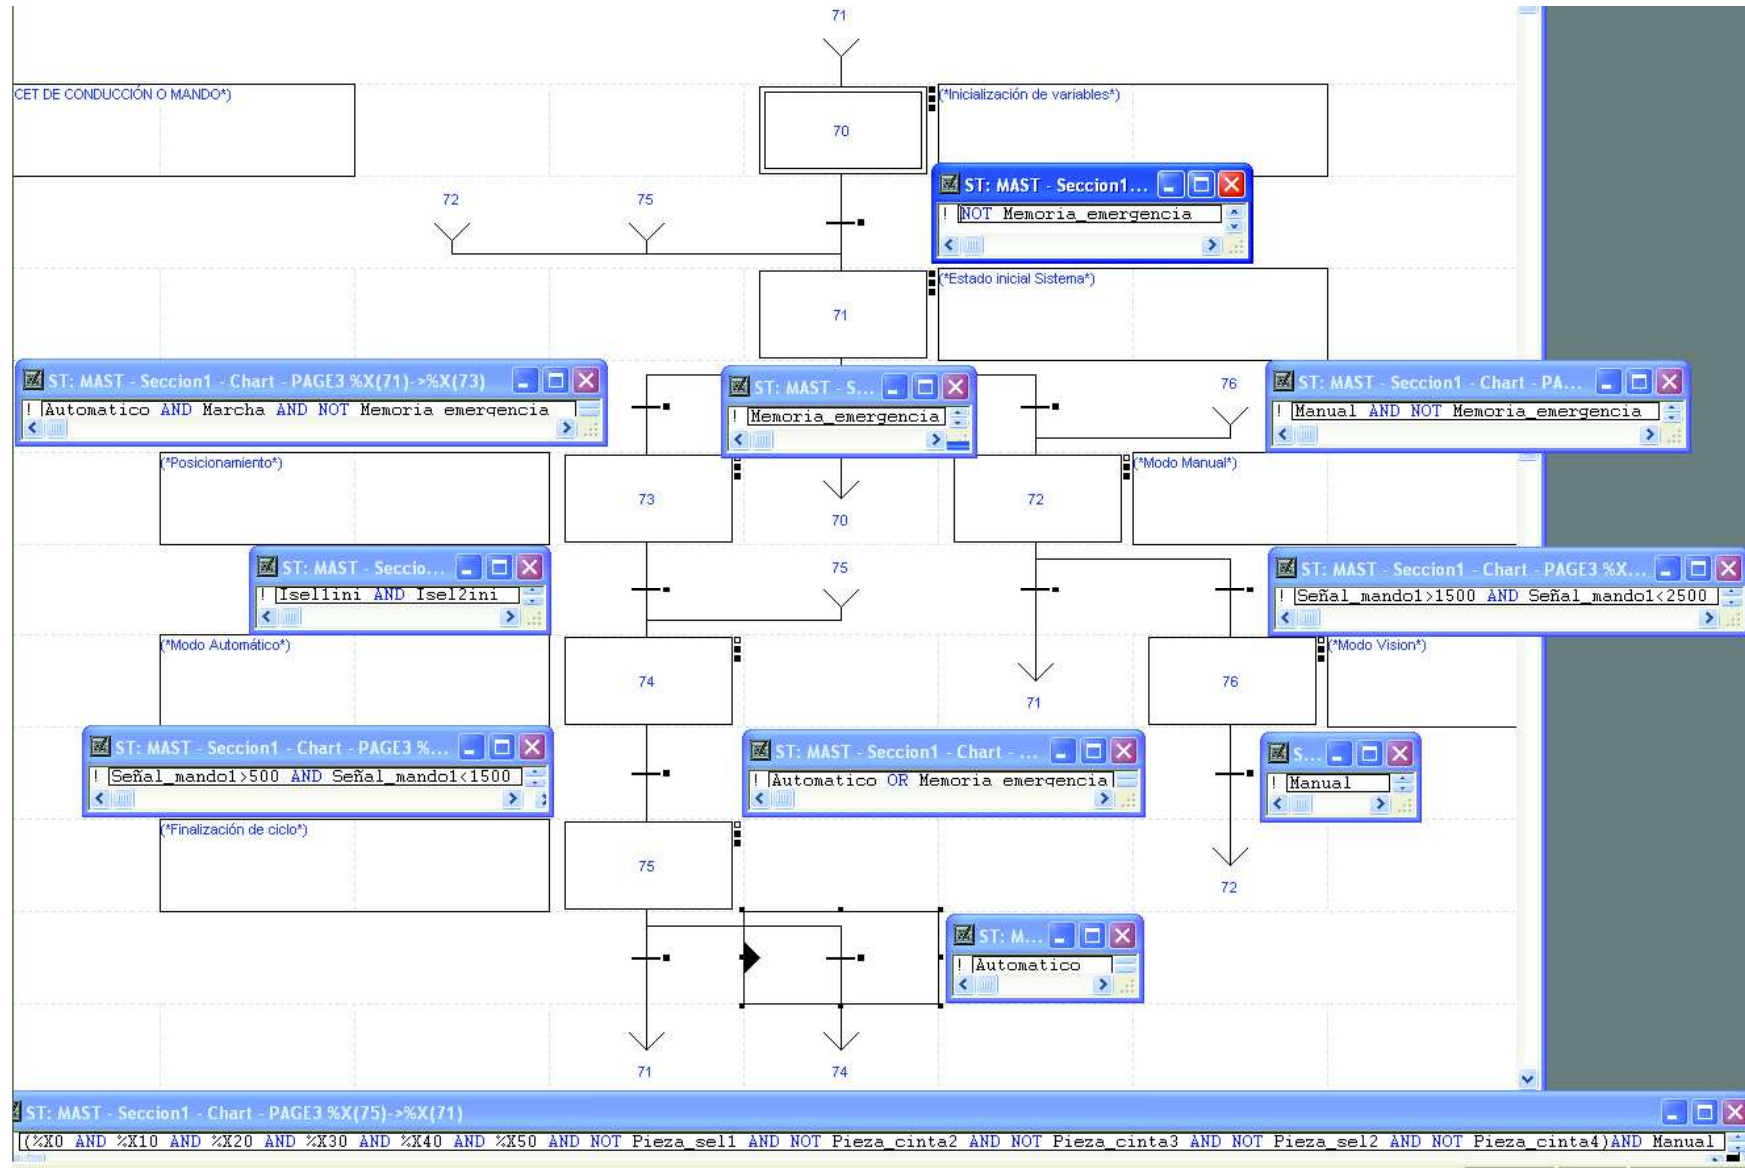 71
CET DE CONDUCCIÓN O MANDO*)
(*Inicialización de variables*)
70
ST: MAST - Seccion1...
! NOT Memoria_emergencia
72
75
(*Estado inicial Sistema*)
71
ST: MAST - Seccion1 - Chart - PAGE3 %X(71)->%X(73)
! Automatico AND Marcha AND NOT Memoria emergencia
ST: MAST - S...
! Memoria_emergencia
76
ST: MAST - Seccion1 - Chart - PA...
! Manual AND NOT Memoria_emergencia
(*Posicionamiento*)
73
70
72
(*Modo Manual*)
ST: MAST - Seccio...
! Isel1ini AND Isel2ini
75
ST: MAST - Seccion1 - Chart - PAGE3 %X...
! Señal_mando1>1500 AND Señal_mando1<2500
(*Modo Automático*)
74
71
76
(*Modo Vision*)
ST: MAST - Seccion1 - Chart - PAGE3 %...
! Señal_mando1>500 AND Señal_mando1<1500
ST: MAST - Seccion1 - Chart - ...
! Automatico OR Memoria emergencia
S...
! Manual
(*Finalización de ciclo*)
75
72
ST: M...
! Automatico
71
74
ST: MAST - Seccion1 - Chart - PAGE3 %X(75)->%X(71)
(%X0 AND %X10 AND %X20 AND %X30 AND %X40 AND %X50 AND NOT Pieza_sel1 AND NOT Pieza_cinta2 AND NOT Pieza_cinta3 AND NOT Pieza_sel2 AND NOT Pieza_cinta4)AND Manual